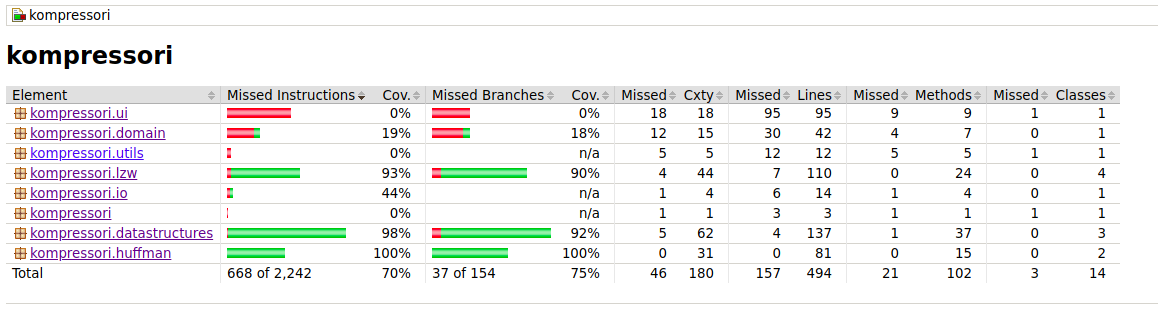 kompressori
kompressori
Element Missed Instructions Cov. Missed Branches Cov. Missed Cxty Missed Lines Missed Methods Missed Classes
kompressori.ui 0% 0% 18 18 95 95 9 9 1 1
kompressori.domain 19% 18% 12 15 30 42 4 7 0 1
kompressori.utils 0% n/a 5 5 12 12 5 5 1 1
kompressori.lzw 93% 90% 4 44 7 110 0 24 0 4
kompressori.io 44% n/a 1 4 6 14 1 4 0 1
kompressori 0% n/a 1 1 3 3 1 1 1 1
kompressori.datastructures 98% 92% 5 62 4 137 1 37 0 3
kompressori.huffman 100% 100% 0 31 0 81 0 15 0 2
Total 668 of 2,242 70% 37 of 154 75% 46 180 157 494 21 102 3 14